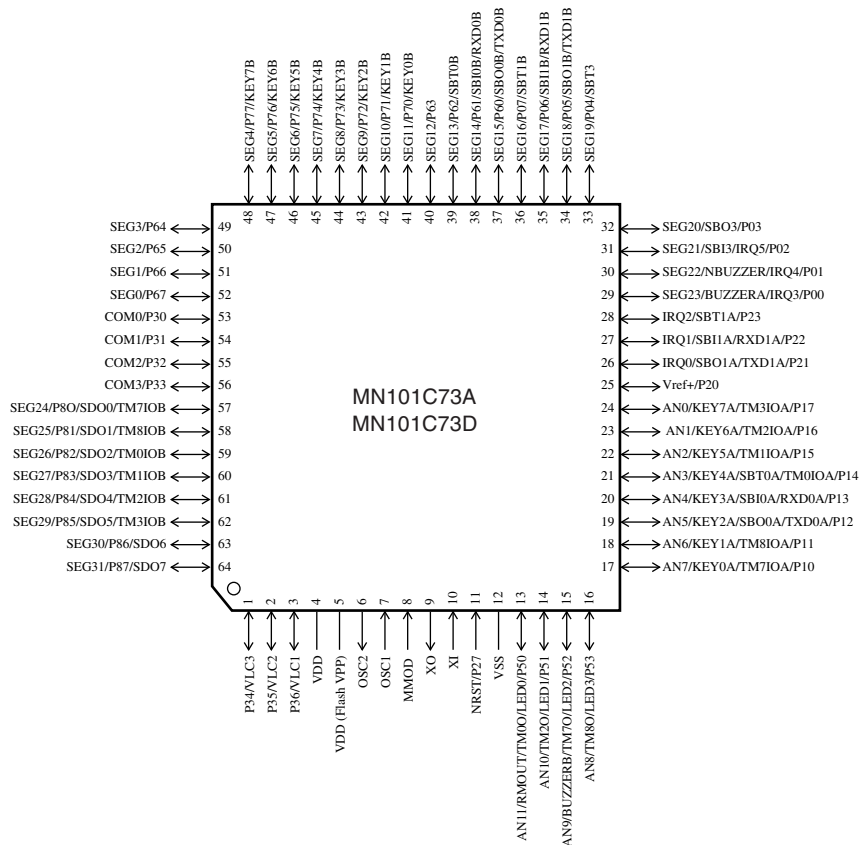 SEG4/P77/KEY7B
SEG5/P76/KEY6B
SEG6/P75/KEY5B
SEG7/P74/KEY4B
SEG8/P73/KEY3B
SEG9/P72/KEY2B
SEG10/P71/KEY1B
SEG11/P70/KEY0B
SEG12/P63
SEG13/P62/SBT0B
SEG14/P61/SBI0B/RXD0B
SEG15/P60/SBO0B/TXD0B
SEG16/P07/SBT1B
SEG17/P06/SBI1B/RXD1B
SEG18/P05/SBO1B/TXD1B
SEG19/P04/SBT3
48 47 46 45 44 43 42 41 40 39 38 37 36 35 34 33
SEG3/P64 49
SEG2/P65 50
SEG1/P66 51
SEG0/P67 52
COM0/P30 53
COM1/P31 54
COM2/P32 55
COM3/P33 56
SEG24/P8O/SDO0/TM7IOB 57
SEG25/P81/SDO1/TM8IOB 58
SEG26/P82/SDO2/TM0IOB 59
SEG27/P83/SDO3/TM1IOB 60
SEG28/P84/SDO4/TM2IOB 61
SEG29/P85/SDO5/TM3IOB 62
SEG30/P86/SDO6 63
SEG31/P87/SDO7 64
MN101C73A
MN101C73D
32 SEG20/SBO3/P03
31 SEG21/SBI3/IRQ5/P02
30 SEG22/NBUZZER/IRQ4/P01
29 SEG23/BUZZERA/IRQ3/P00
28 IRQ2/SBT1A/P23
27 IRQ1/SBI1A/RXD1A/P22
26 IRQ0/SBO1A/TXD1A/P21
25 Vref+/P20
24 AN0/KEY7A/TM3IOA/P17
23 AN1/KEY6A/TM2IOA/P16
22 AN2/KEY5A/TM1IOA/P15
21 AN3/KEY4A/SBT0A/TM0IOA/P14
20 AN4/KEY3A/SBI0A/RXD0A/P13
19 AN5/KEY2A/SBO0A/TXD0A/P12
18 AN6/KEY1A/TM8IOA/P11
17 AN7/KEY0A/TM7IOA/P10
1 2 3 4 5 6 7 8 9 10 11 12 13 14 15 16
P34/VLC3
P35/VLC2
P36/VLC1
VDD
VDD (Flash VPP)
OSC2
OSC1
MMOD
XO
XI
NRST/P27
VSS
AN11/RMOUT/TM0O/LED0/P50
AN10/TM2O/LED1/P51
AN9/BUZZERB/TM7O/LED2/P52
AN8/TM8O/LED3/P53